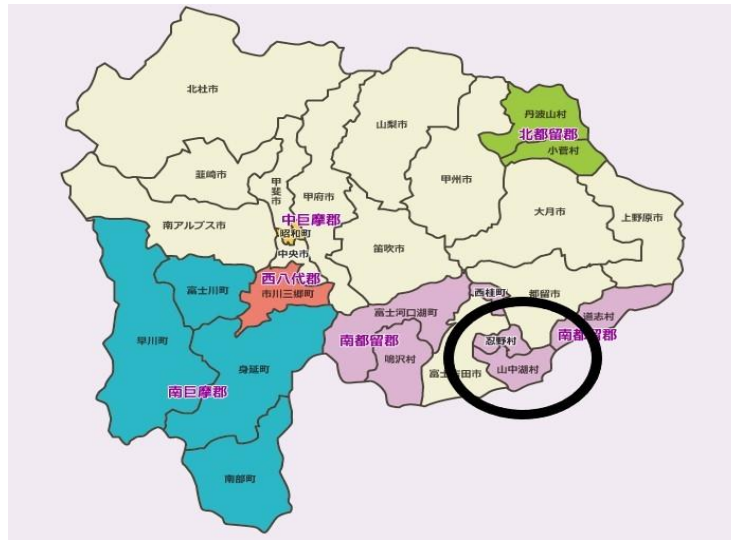 北杜市
丹波山村
山梨市
北都留郡
小菅村
韮崎市
甲斐市
甲府市
甲州市
大月市
上野原市
南アルプス市
中巨摩郡
昭和町
中央市
笛吹市
西八代郡
富士川町
市川三郷町
西桂町
都留市
富士河口湖町
道志村
早川町
南都留郡
忍野村
南都留郡
鳴沢村
山中湖村
身延町
南巨摩郡
南部町